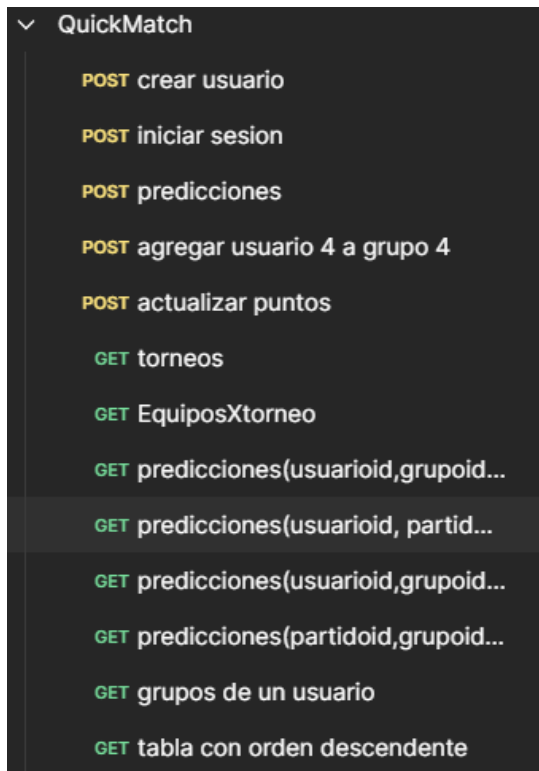 QuickMatch
POST crear usuario
POST iniciar sesion
POST predicciones
POST agregar usuario 4 a grupo 4
POST actualizar puntos
GET torneos
GET EquiposXtorneo
GET predicciones(usuarioid,grupoid...
GET predicciones(usuarioid, partid...
GET predicciones(usuarioid,grupoid...
GET predicciones(partidoid,grupoid...
GET grupos de un usuario
GET tabla con orden descendente